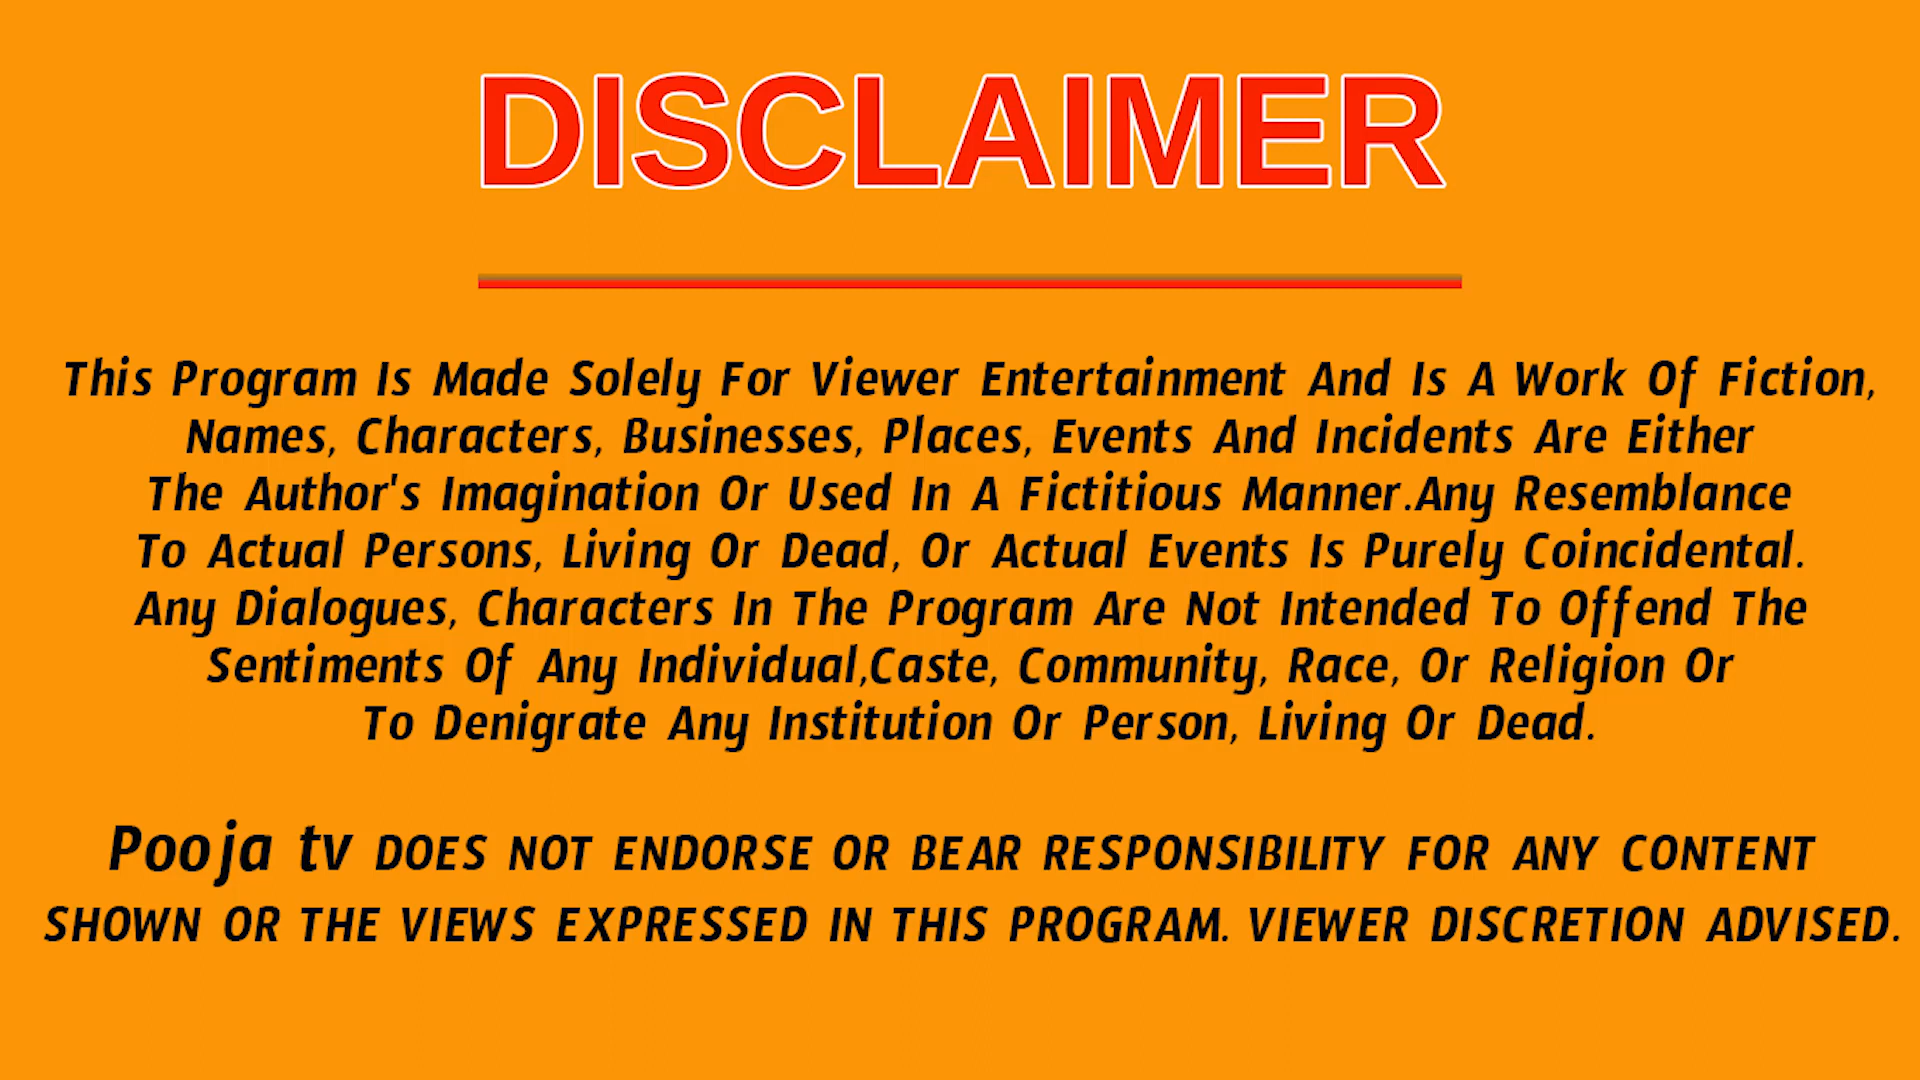 DISCLAIMER
This Program Is Made Solely For Viewer Entertainment And Is A Work Of Fiction,
Names, Characters, Businesses, Places, Events And Incidents Are Either
The Author's Imagination Or Used In A Fictitious Manner.Any Resemblance
To Actual Persons, Living Or Dead, Or Actual Events Is Purely Coincidental.
Any Dialogues, Characters In The Program Are Not Intended To Offend The
Sentiments Of Any Individual,Caste, Community, Race, Or Religion Or
To Denigrate Any Institution Or Person, Living Or Dead.
Pooja tv DOES NOT ENDORSE OR BEAR RESPONSIBILITY FOR ANY CONTENT
SHOWN OR THE VIEWS EXPRESSED IN THIS PROGRAM. VIEWER DISCRETION ADVISED.